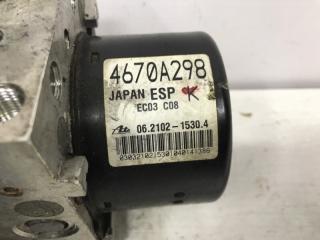 4670A298
JAPAN ESP K
EC03 C08
Ate 06.2102-1530.4